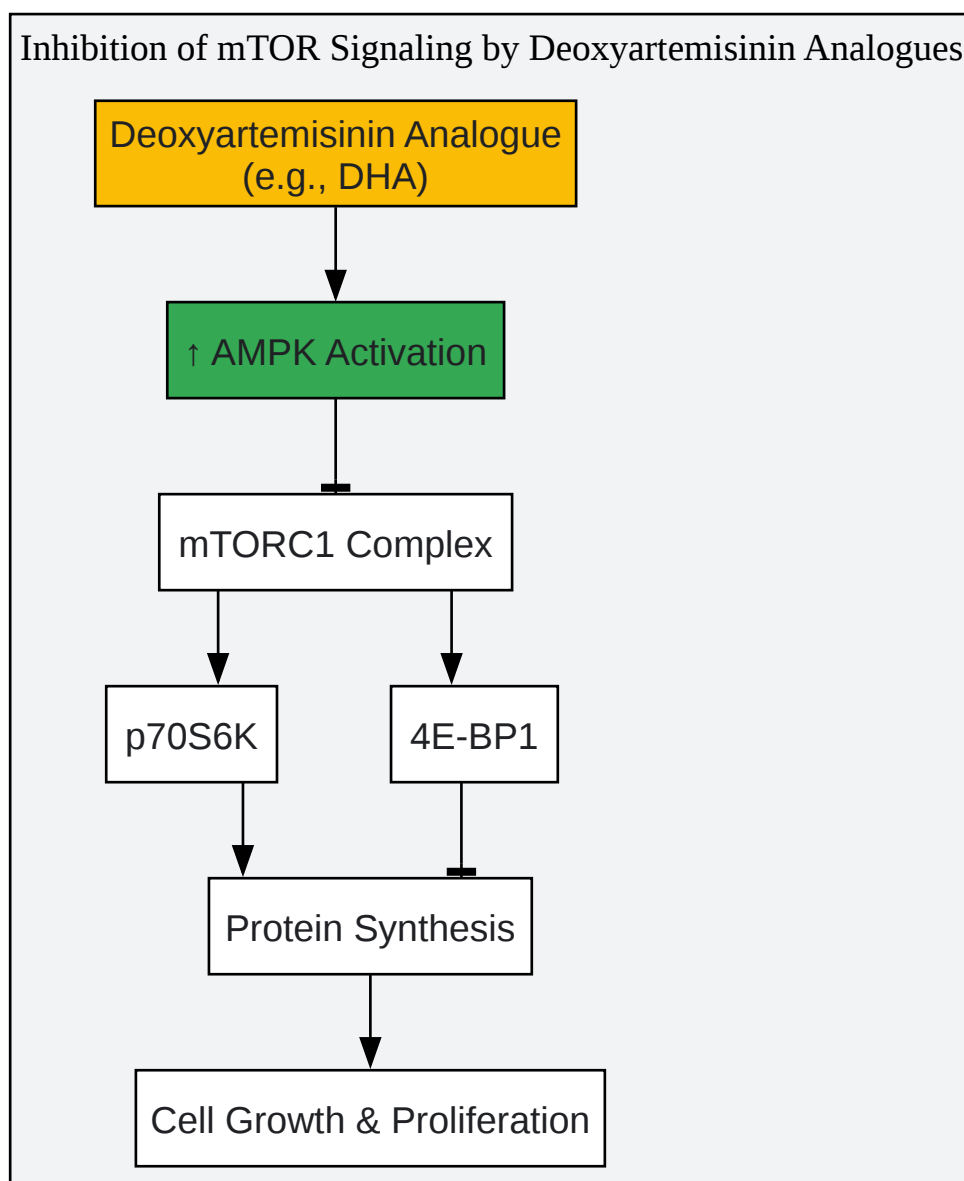 Inhibition of mTOR Signaling by Deoxyartemisinin Analogues
Deoxyartemisinin Analogue
(e.g., DHA)
↑ AMPK Activation
mTORC1 Complex
p70S6K
4E-BP1
Protein Synthesis
Cell Growth & Proliferation